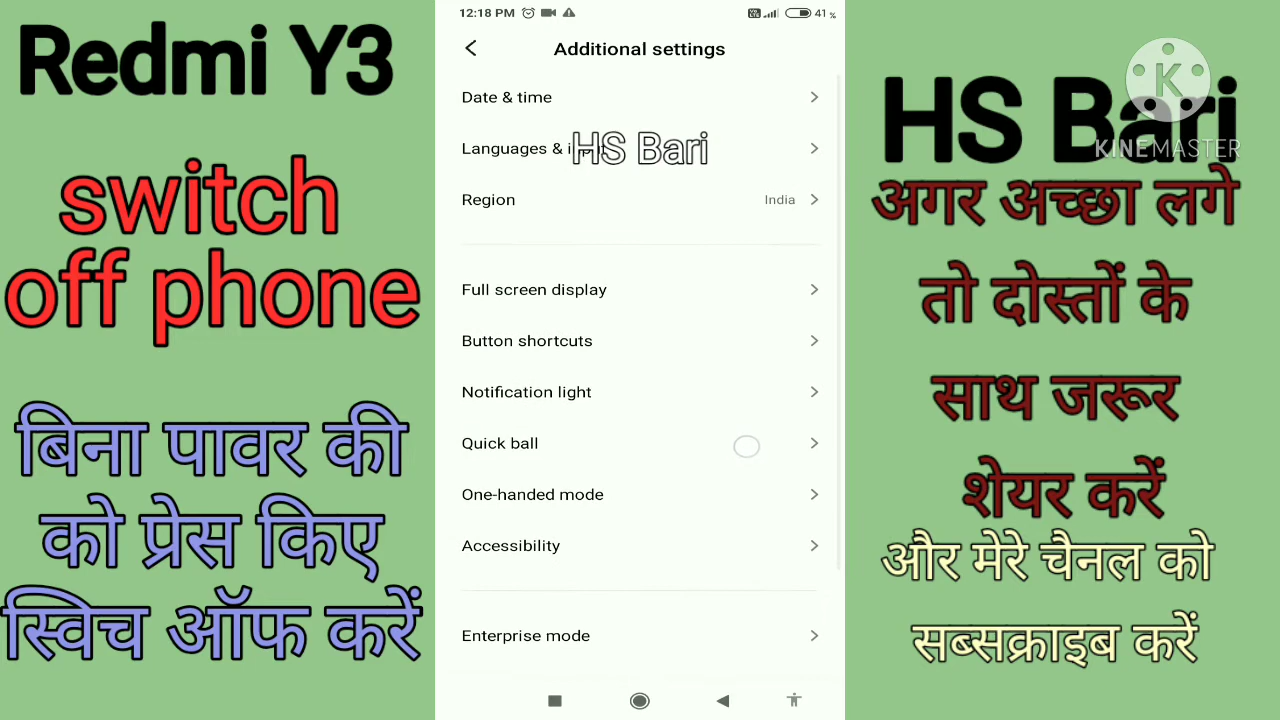 Redmi Y3
switch
off phone
बिना पावर की
को प्रेस किए
स्विच ऑफ करें
12:18 PM
41 %
Additional settings
Date & time
Languages & input
HS Bari
Region
India
Full screen display
Button shortcuts
Notification light
Quick ball
One-handed mode
Accessibility
Enterprise mode
HS Bari
K
KINEMASTER
अगर अच्छा लगे
तो दोस्तों के
साथ जरूर
शेयर करें
और मेरे चैनल को
सब्सक्राइब करें